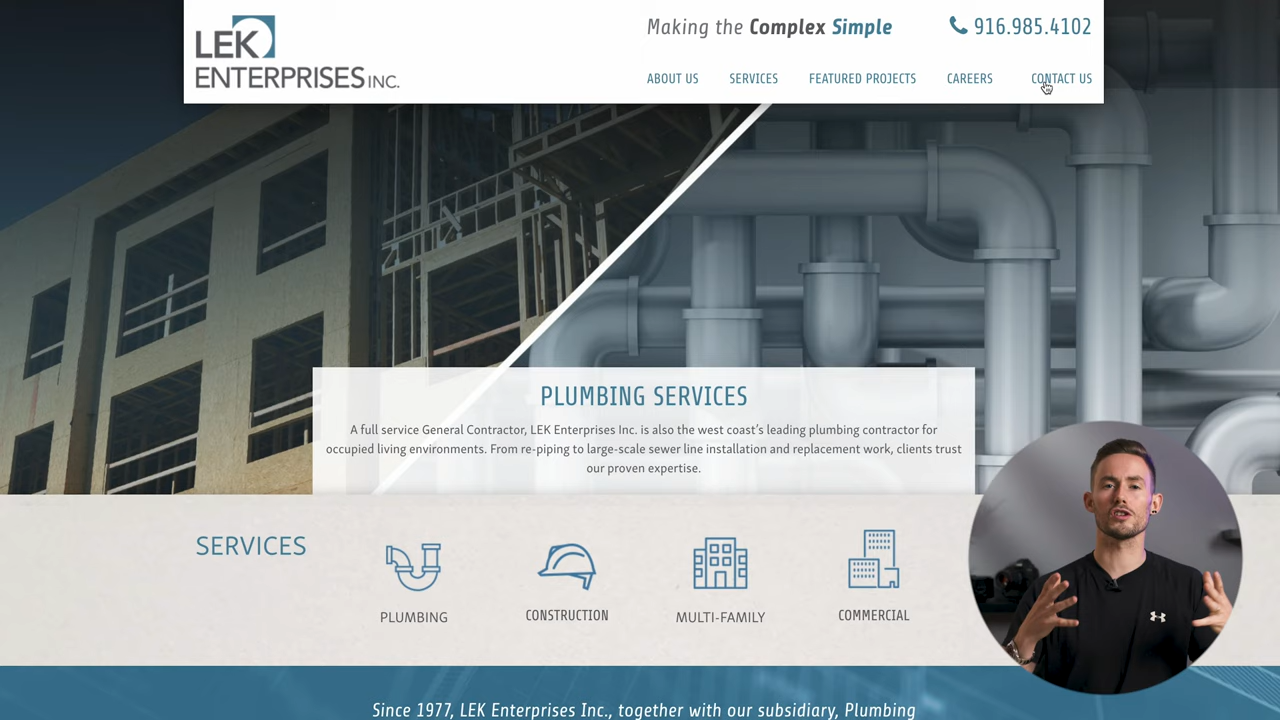 LEK
ENTERPRISES INC.
Making the Complex Simple
916.985.4102
ABOUT US
SERVICES
FEATURED PROJECTS
CAREERS
CONTACT US
PLUMBING SERVICES
A full service General Contractor, LEK Enterprises Inc. is also the west coast's leading plumbing contractor for
occupied living environments. From re-piping to large-scale sewer line installation and replacement work, clients trust
our proven expertise.
SERVICES
PLUMBING
CONSTRUCTION
MULTI-FAMILY
COMMERCIAL
Since 1977, LEK Enterprises Inc., together with our subsidiary, Plumbing